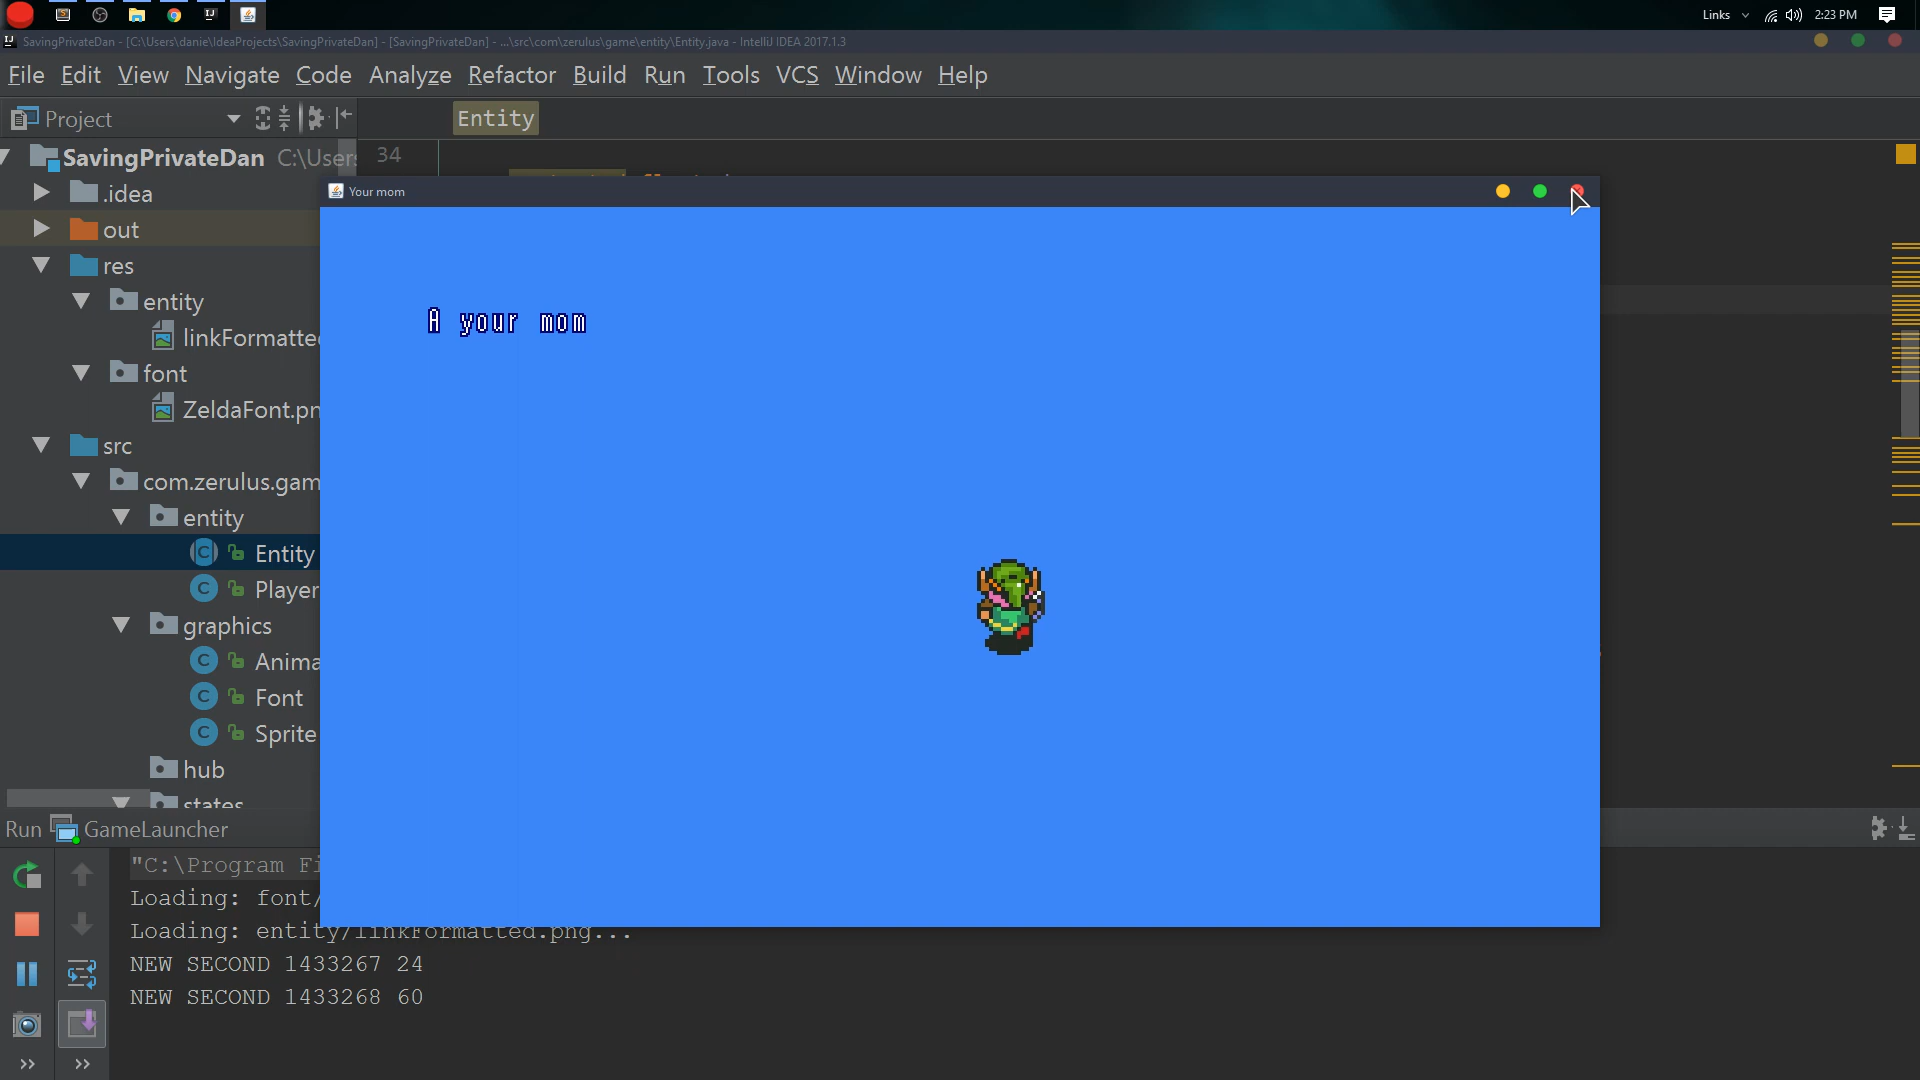 Links 2:23 PM
SavingPrivateDan - [C:\Users\danie\IdeaProjects\SavingPrivateDan] - [SavingPrivateDan] - ...\src\com\zerulus\game\entity\Entity.java - IntelliJ IDEA 2017.1.3
File Edit View Navigate Code Analyze Refactor Build Run Tools VCS Window Help
Project
Entity
SavingPrivateDan C:\Users
34
.idea
Your mom
out
res
entity
A your mom
linkFormatted
font
ZeldaFont.pn
src
com.zerulus.gam
entity
Entity
Player
graphics
Anima
Font
Sprite
hub
states
Run GameLauncher
"C:\Program Fi
Loading: font/
Loading: entity/linkFormatted.png...
NEW SECOND 1433267 24
NEW SECOND 1433268 60